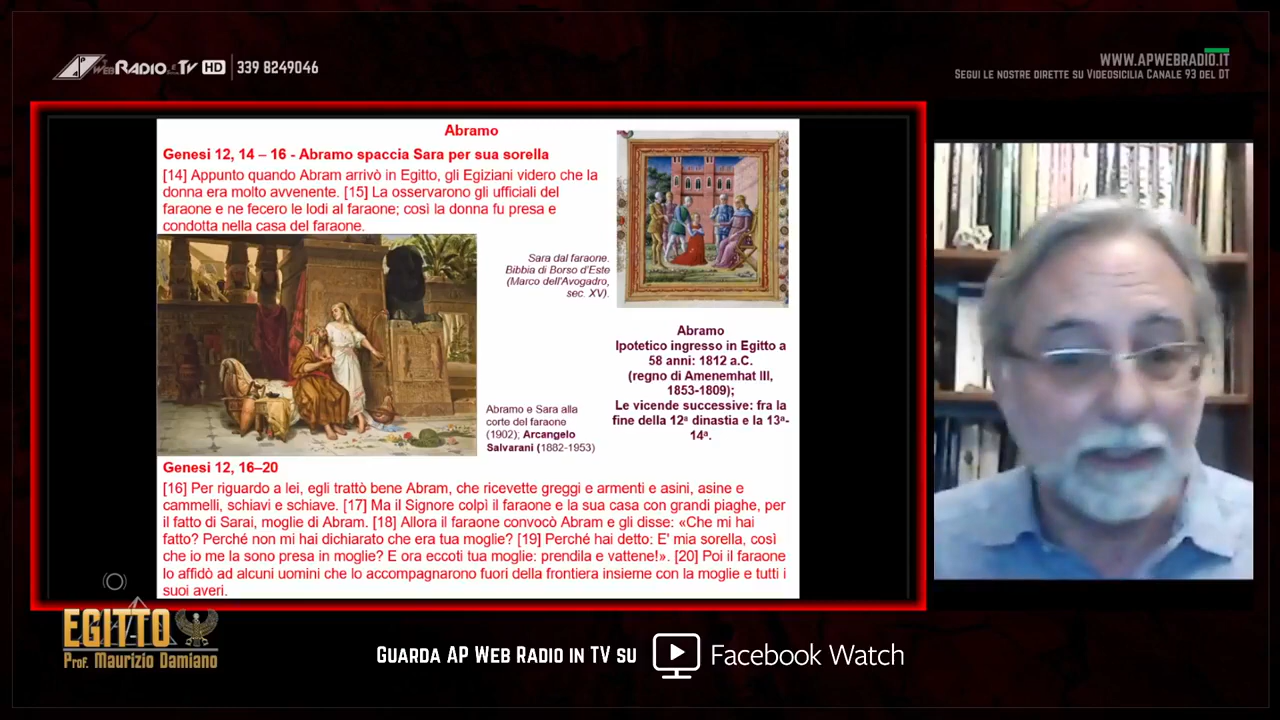 WEB RADIO E TV HD 339 8249046
WWW.APWEBRADIO.IT
SEGUI LE NOSTRE DIRETTE SU VIDEOSICILIA CANALE 93 DEL DT
Abramo
Genesi 12, 14 – 16 - Abramo spaccia Sara per sua sorella
[14] Appunto quando Abram arrivò in Egitto, gli Egiziani videro che la
donna era molto avvenente. [15] La osservarono gli ufficiali del
faraone e ne fecero le lodi al faraone; così la donna fu presa e
condotta nella casa del faraone.
Sara dal faraone.
Bibbia di Borso d'Este
(Marco dell'Avogadro,
sec. XV).
Abramo
Ipotetico ingresso in Egitto a
58 anni: 1812 a.C.
(regno di Amenemhat III,
1853-1809);
Le vicende successive: fra la
fine della 12ª dinastia e la 13ª-
14ª.
Abramo e Sara alla
corte del faraone
(1902); Arcangelo
Salvarani (1882-1953)
Genesi 12, 16–20
[16] Per riguardo a lei, egli trattò bene Abram, che ricevette greggi e armenti e asini, asine e
cammelli, schiavi e schiave. [17] Ma il Signore colpì il faraone e la sua casa con grandi piaghe, per
il fatto di Sarai, moglie di Abram. [18] Allora il faraone convocò Abram e gli disse: «Che mi hai
fatto? Perché non mi hai dichiarato che era tua moglie? [19] Perché hai detto: E' mia sorella, così
che io me la sono presa in moglie? E ora eccoti tua moglie: prendila e vattene!». [20] Poi il faraone
lo affidò ad alcuni uomini che lo accompagnarono fuori della frontiera insieme con la moglie e tutti i
suoi averi.
EGITTO
Prof. Maurizio Damiano
GUARDA AP WEB RADIO IN TV SU
Facebook Watch